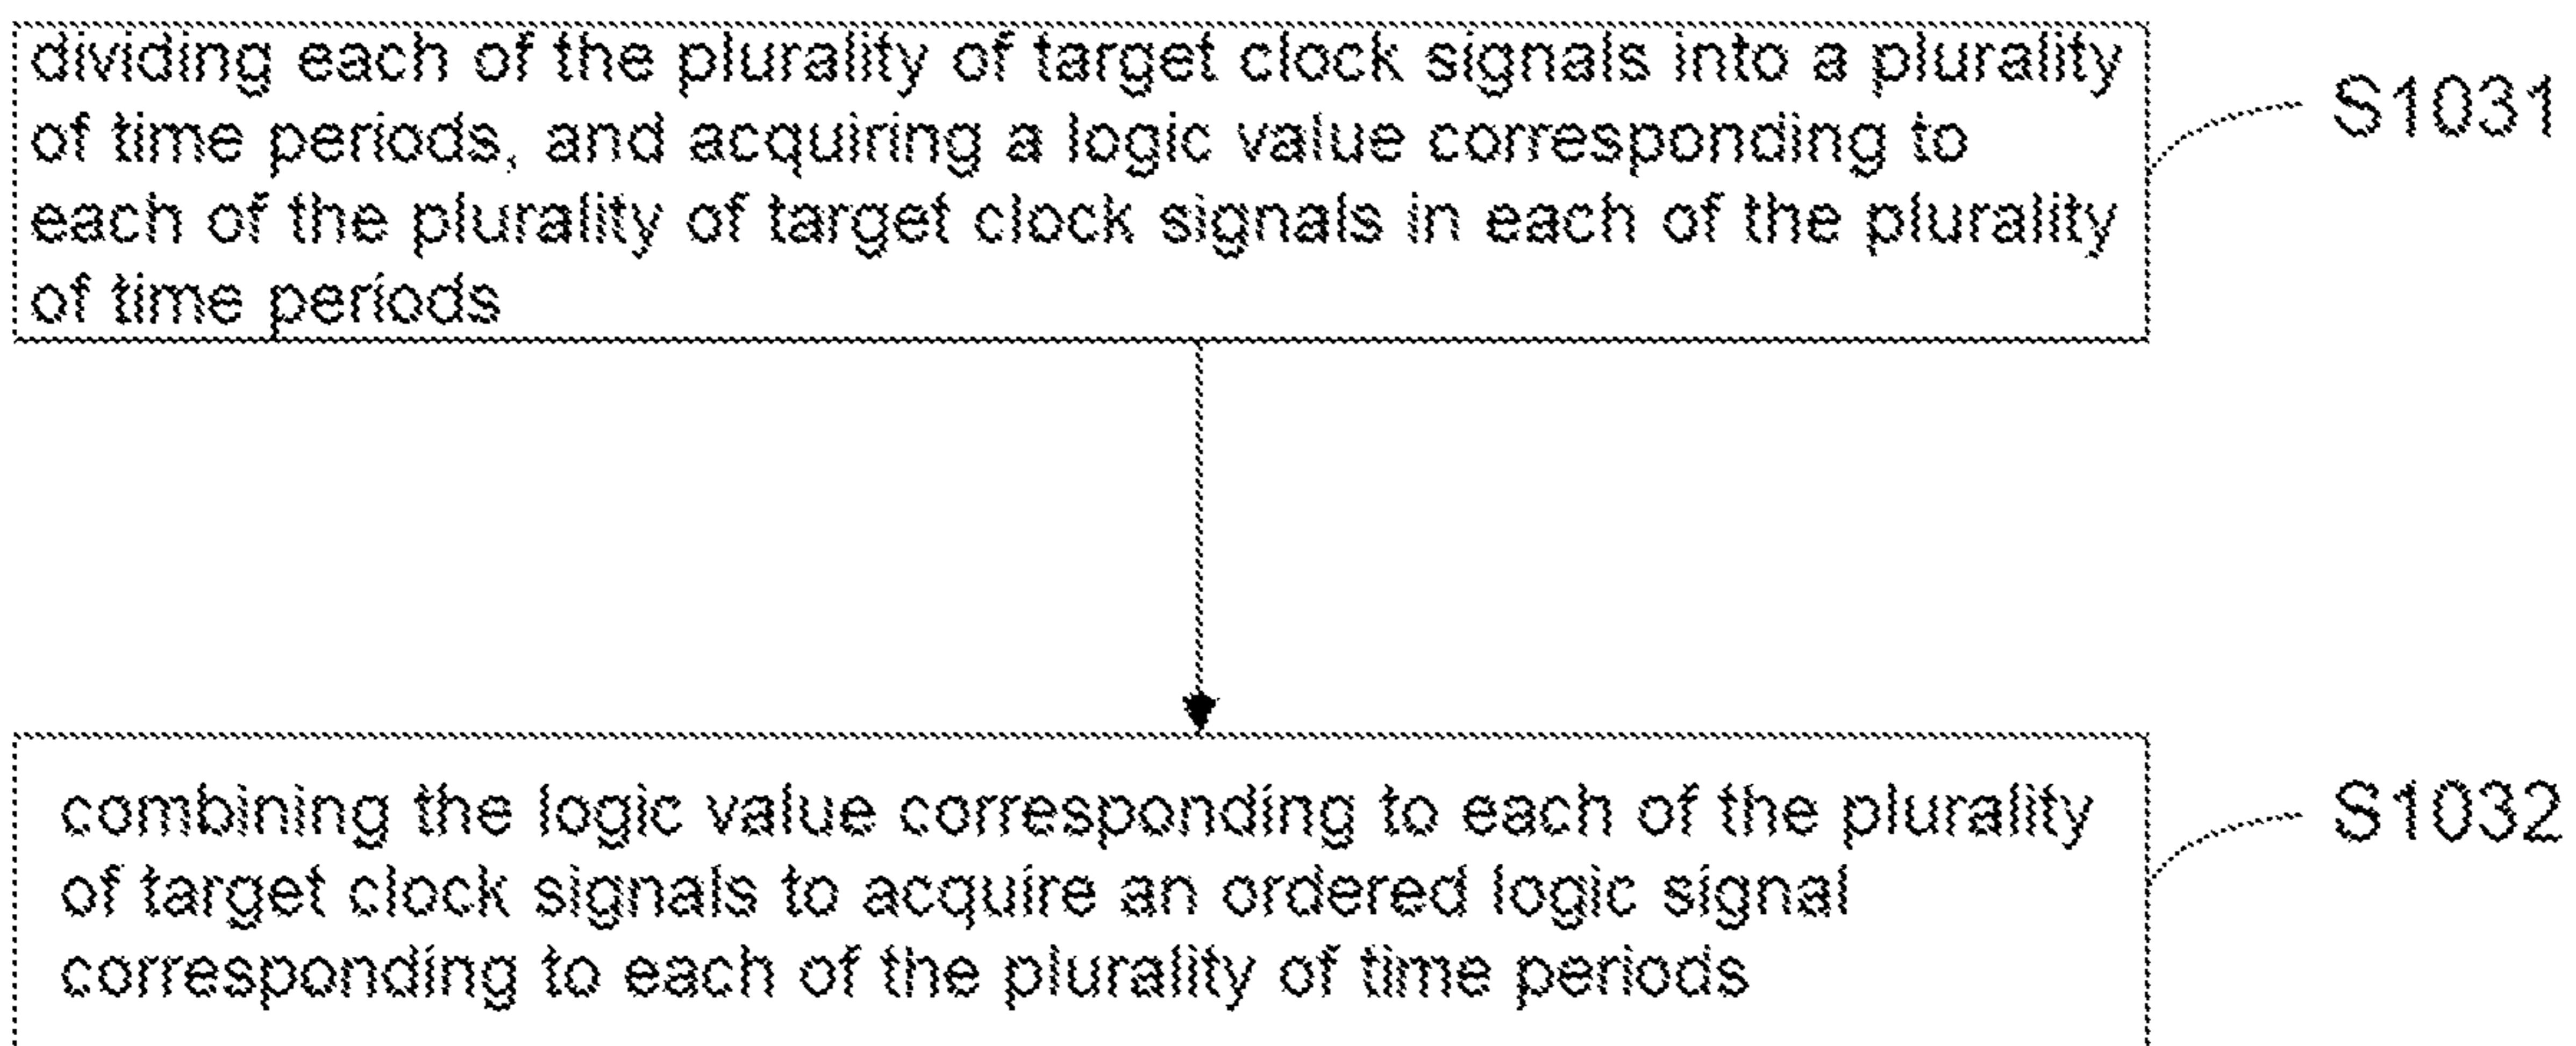 dividing each of the plurality of target clock signals into a plurality
of time periods, and acquiring a logic value corresponding to
each of the plurality of target clock signals in each of the plurality
of time periods
S1031
combining the logic value corresponding to each of the plurality
of target clock signals to acquire an ordered logic signal
corresponding to each of the plurality of time periods
S1032